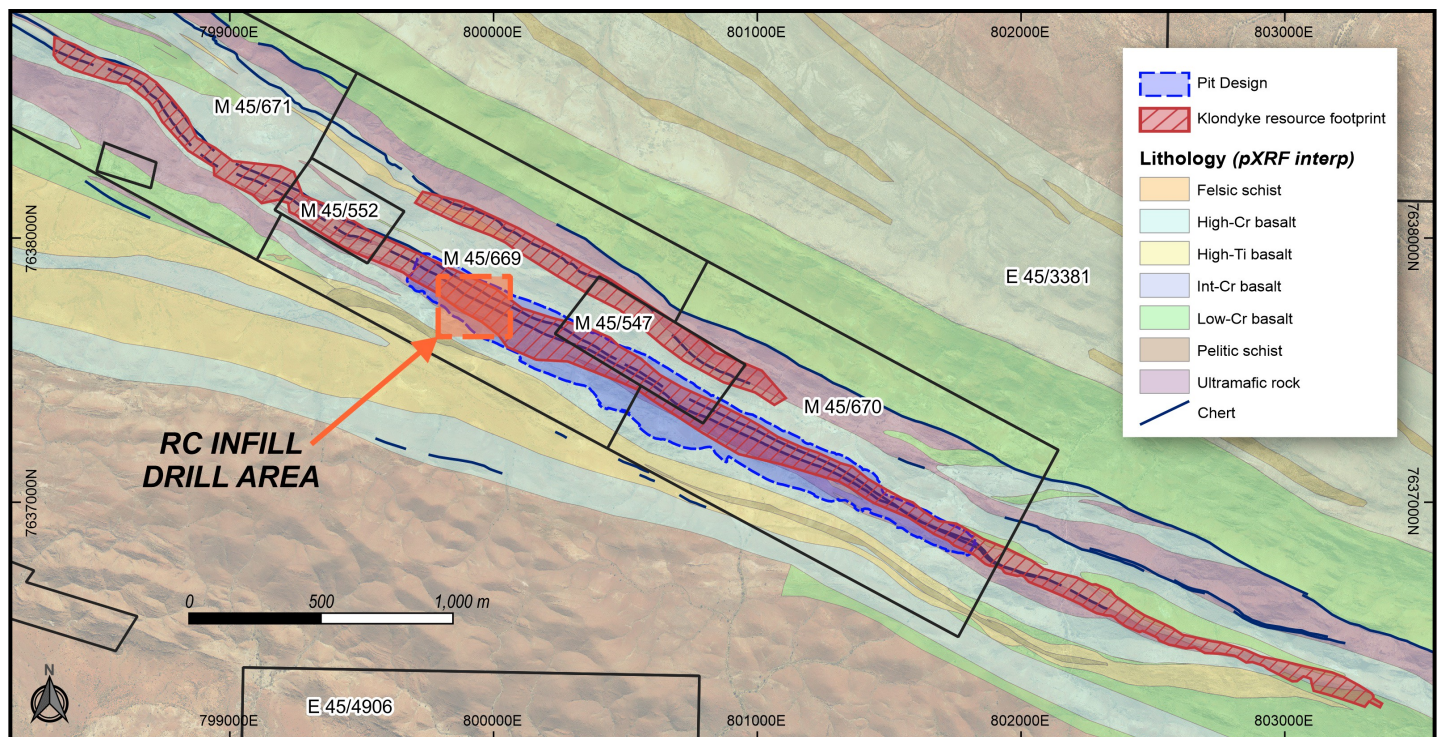 799000E
800000E
801000E
802000E
803000E
Pit Design
Klondyke resource footprint
Lithology (pXRF interp)
Felsic schist
High-Cr basalt
High-Ti basalt
Int-Cr basalt
Low-Cr basalt
Pelitic schist
Ultramafic rock
Chert
M 45/671
M 45/552
M 45/669
M 45/547
M 45/670
E 45/3381
7638000N
7638000N
RC INFILL
DRILL AREA
7637000N
7637000N
0
500
1,000 m
N
E 45/4906
799000E
800000E
801000E
802000E
803000E